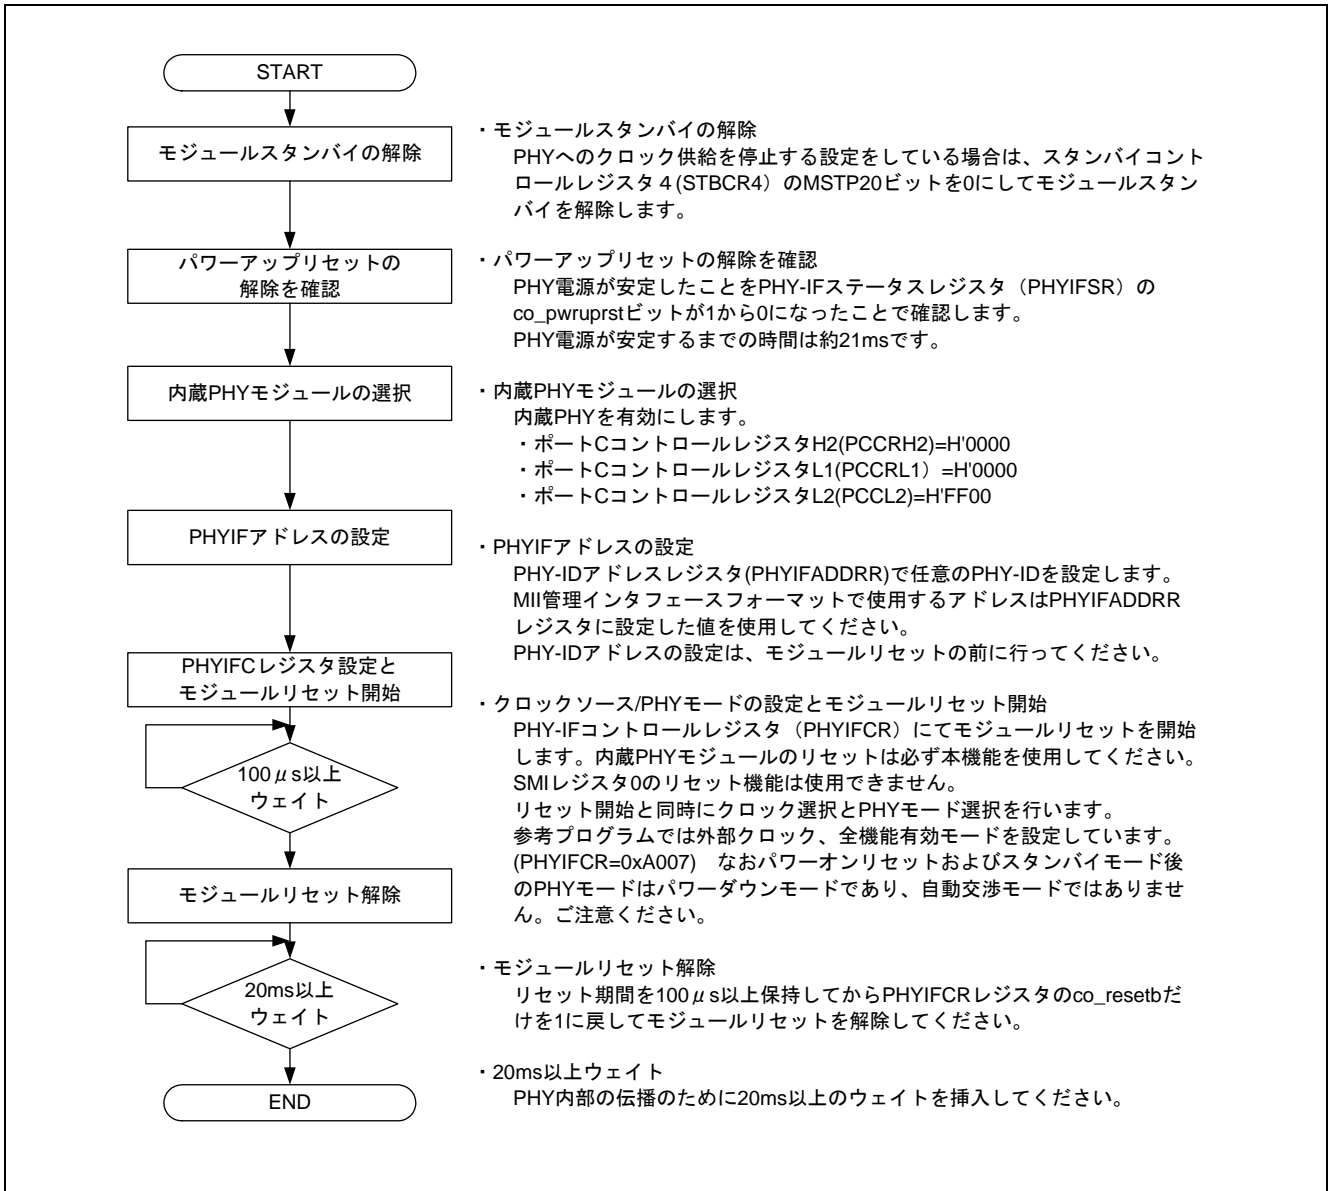 START
モジュールスタンバイの解除
パワーアップリセットの
解除を確認
内蔵PHYモジュールの選択
PHYIFアドレスの設定
PHYIFCレジスタ設定と
モジュールリセット開始
100μs以上
ウェイト
モジュールリセット解除
20ms以上
ウェイト
END
・モジュールスタンバイの解除
PHYへのクロック供給を停止する設定をしている場合は、スタンバイコント
ロールレジスタ４(STBCR4）のMSTP20ビットを0にしてモジュールスタン
バイを解除します。
・パワーアップリセットの解除を確認
PHY電源が安定したことをPHY-IFステータスレジスタ（PHYIFSR）の
co_pwruprstビットが1から0になったことで確認します。
PHY電源が安定するまでの時間は約21msです。
・内蔵PHYモジュールの選択
内蔵PHYを有効にします。
・ポートCコントロールレジスタH2(PCCRH2)=H'0000
・ポートCコントロールレジスタL1(PCCRL1）=H'0000
・ポートCコントロールレジスタL2(PCCL2)=H'FF00
・PHYIFアドレスの設定
PHY-IDアドレスレジスタ(PHYIFADDRR)で任意のPHY-IDを設定します。
MII管理インタフェースフォーマットで使用するアドレスはPHYIFADDRR
レジスタに設定した値を使用してください。
PHY-IDアドレスの設定は、モジュールリセットの前に行ってください。
・クロックソース/PHYモードの設定とモジュールリセット開始
PHY-IFコントロールレジスタ（PHYIFCR）にてモジュールリセットを開始
します。内蔵PHYモジュールのリセットは必ず本機能を使用してください。
SMIレジスタ0のリセット機能は使用できません。
リセット開始と同時にクロック選択とPHYモード選択を行います。
参考プログラムでは外部クロック、全機能有効モードを設定しています。
(PHYIFCR=0xA007)　なおパワーオンリセットおよびスタンバイモード後
のPHYモードはパワーダウンモードであり、自動交渉モードではありませ
ん。ご注意ください。
・モジュールリセット解除
リセット期間を100μs以上保持してからPHYIFCRレジスタのco_resetbだ
けを1に戻してモジュールリセットを解除してください。
・20ms以上ウェイト
PHY内部の伝播のために20ms以上のウェイトを挿入してください。